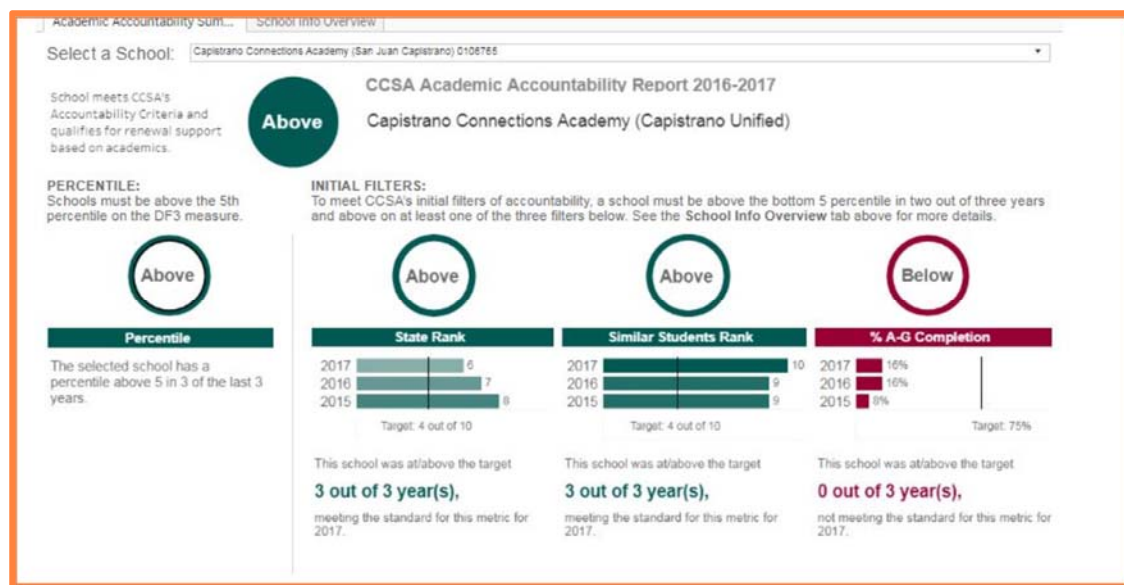 Academic Accountability Sum... School Info Overview
Select a School: Capistrano Connections Academy (San Juan Capistrano) 0106765
CCSA Academic Accountability Report 2016-2017
School meets CCSA's
Accountability Criteria and
qualifies for renewal support
based on academics.
Above
Capistrano Connections Academy (Capistrano Unified)
PERCENTILE:
Schools must be above the 5th
percentile on the DF3 measure.
INITIAL FILTERS:
To meet CCSA's initial filters of accountability, a school must be above the bottom 5 percentile in two out of three years
and above on at least one of the three filters below. See the School Info Overview tab above for more details.
Above
Percentile
The selected school has a
percentile above 5 in 3 of the last 3
years.
Above
State Rank
2017 6
2016 7
2015 8
Target: 4 out of 10
This school was at/above the target
3 out of 3 year(s),
meeting the standard for this metric for
2017.
Above
Similar Students Rank
2017 10
2016 9
2015 9
Target: 4 out of 10
This school was at/above the target
3 out of 3 year(s),
meeting the standard for this metric for
2017.
Below
% A-G Completion
2017 16%
2016 16%
2015 8%
Target: 75%
This school was at/above the target
0 out of 3 year(s),
not meeting the standard for this metric for
2017.